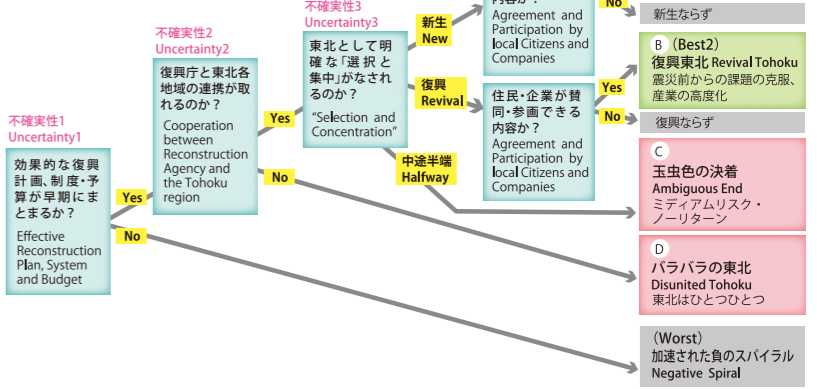 不確実性1
Uncertainty1
効果的な復興
計画、制度・予
算が早期にま
とまるか？
Effective
Reconstruction
Plan, System
and Budget
Yes
No
不確実性2
Uncertainty2
復興庁と東北各
地域の連携が取
れるのか？
Cooperation
between
Reconstruction
Agency and
the Tohoku
region
Yes
No
不確実性3
Uncertainty3
東北として明
確な「選択と
集中」がなされ
るのか？
“Selection and
Concentration”
新生
New
復興
Revival
中途半端
Halfway
Agreement and
Participation by
local Citizens and
Companies
No
新生ならず
住民・企業が賛
同・参画できる
内容か？
Agreement and
Participation by
local Citizens and
Companies
Yes
No
B（Best2）
復興東北 Revival Tohoku
震災前からの課題の克服、
産業の高度化
復興ならず
C
玉虫色の決着
Ambiguous End
ミディアムリスク・
ノーリターン
D
バラバラの東北
Disunited Tohoku
東北はひとつひとつ
（Worst）
加速された負のスパイラル
Negative Spiral